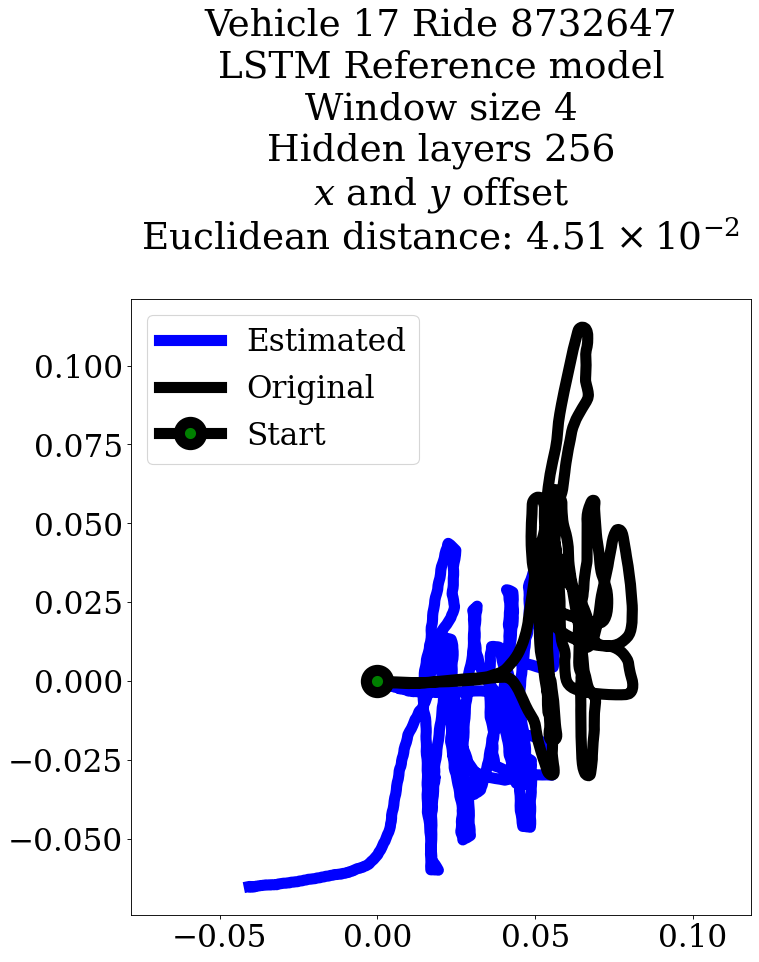 Vehicle 17 Ride 8732647
LSTM Reference model
Window size 4
Hidden layers 256
x and y offset
Euclidean distance: 4.51 × 10⁻²
Estimated
Original
Start
0.100
0.075
0.050
0.025
0.000
−0.025
−0.050
−0.05 0.00 0.05 0.10